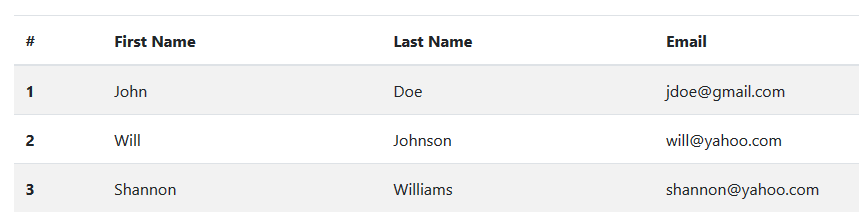 # First Name Last Name Email
1 John Doe jdoe@gmail.com
2 Will Johnson will@yahoo.com
3 Shannon Williams shannon@yahoo.com